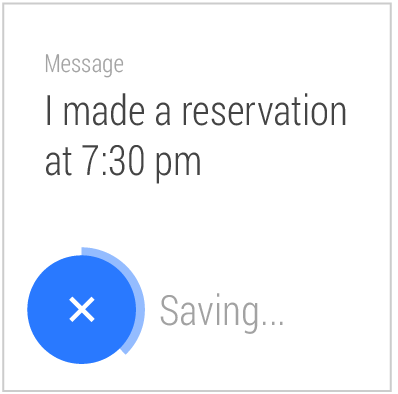 Message
I made a reservation
at 7:30 pm
Saving...